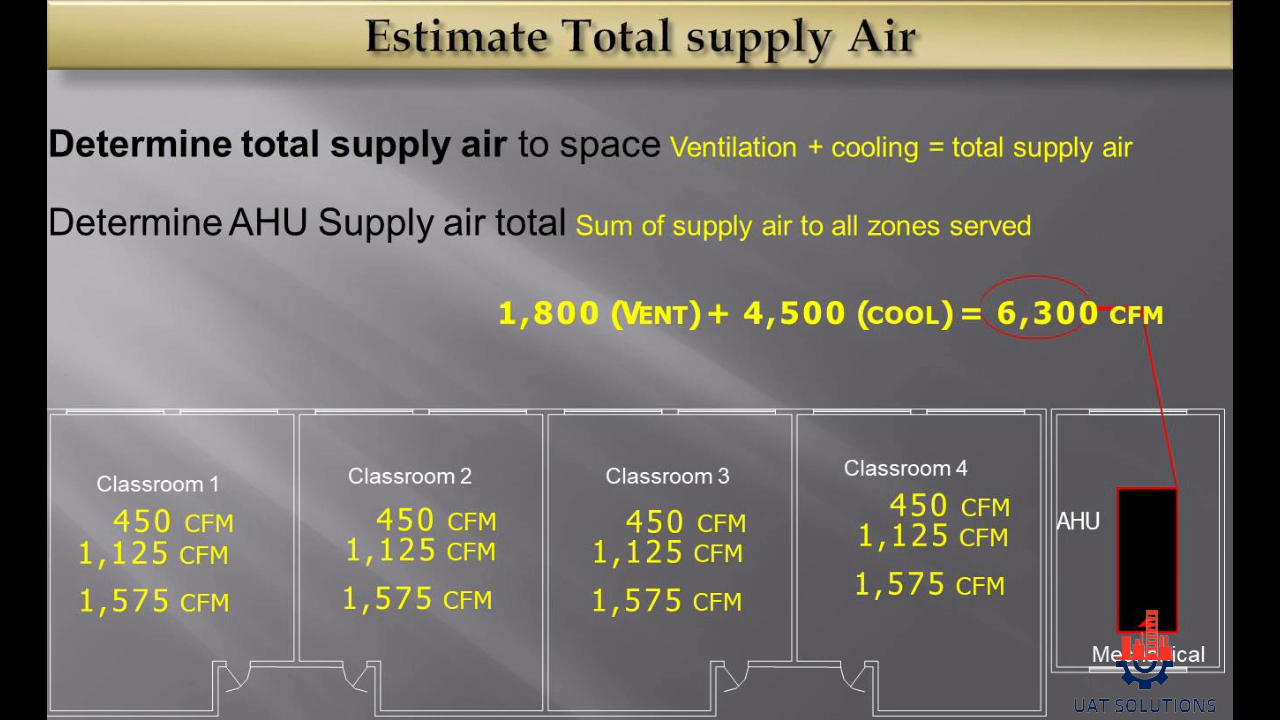 Estimate Total supply Air
Determine total supply air to space Ventilation + cooling = total supply air
Determine AHU Supply air total Sum of supply air to all zones served
1,800 (VENT) + 4,500 (COOL) = 6,300 CFM
Classroom 1
450 CFM
1,125 CFM
1,575 CFM
Classroom 2
450 CFM
1,125 CFM
1,575 CFM
Classroom 3
450 CFM
1,125 CFM
1,575 CFM
Classroom 4
450 CFM
1,125 CFM
1,575 CFM
AHU
Mechanical
UAT SOLUTIONS